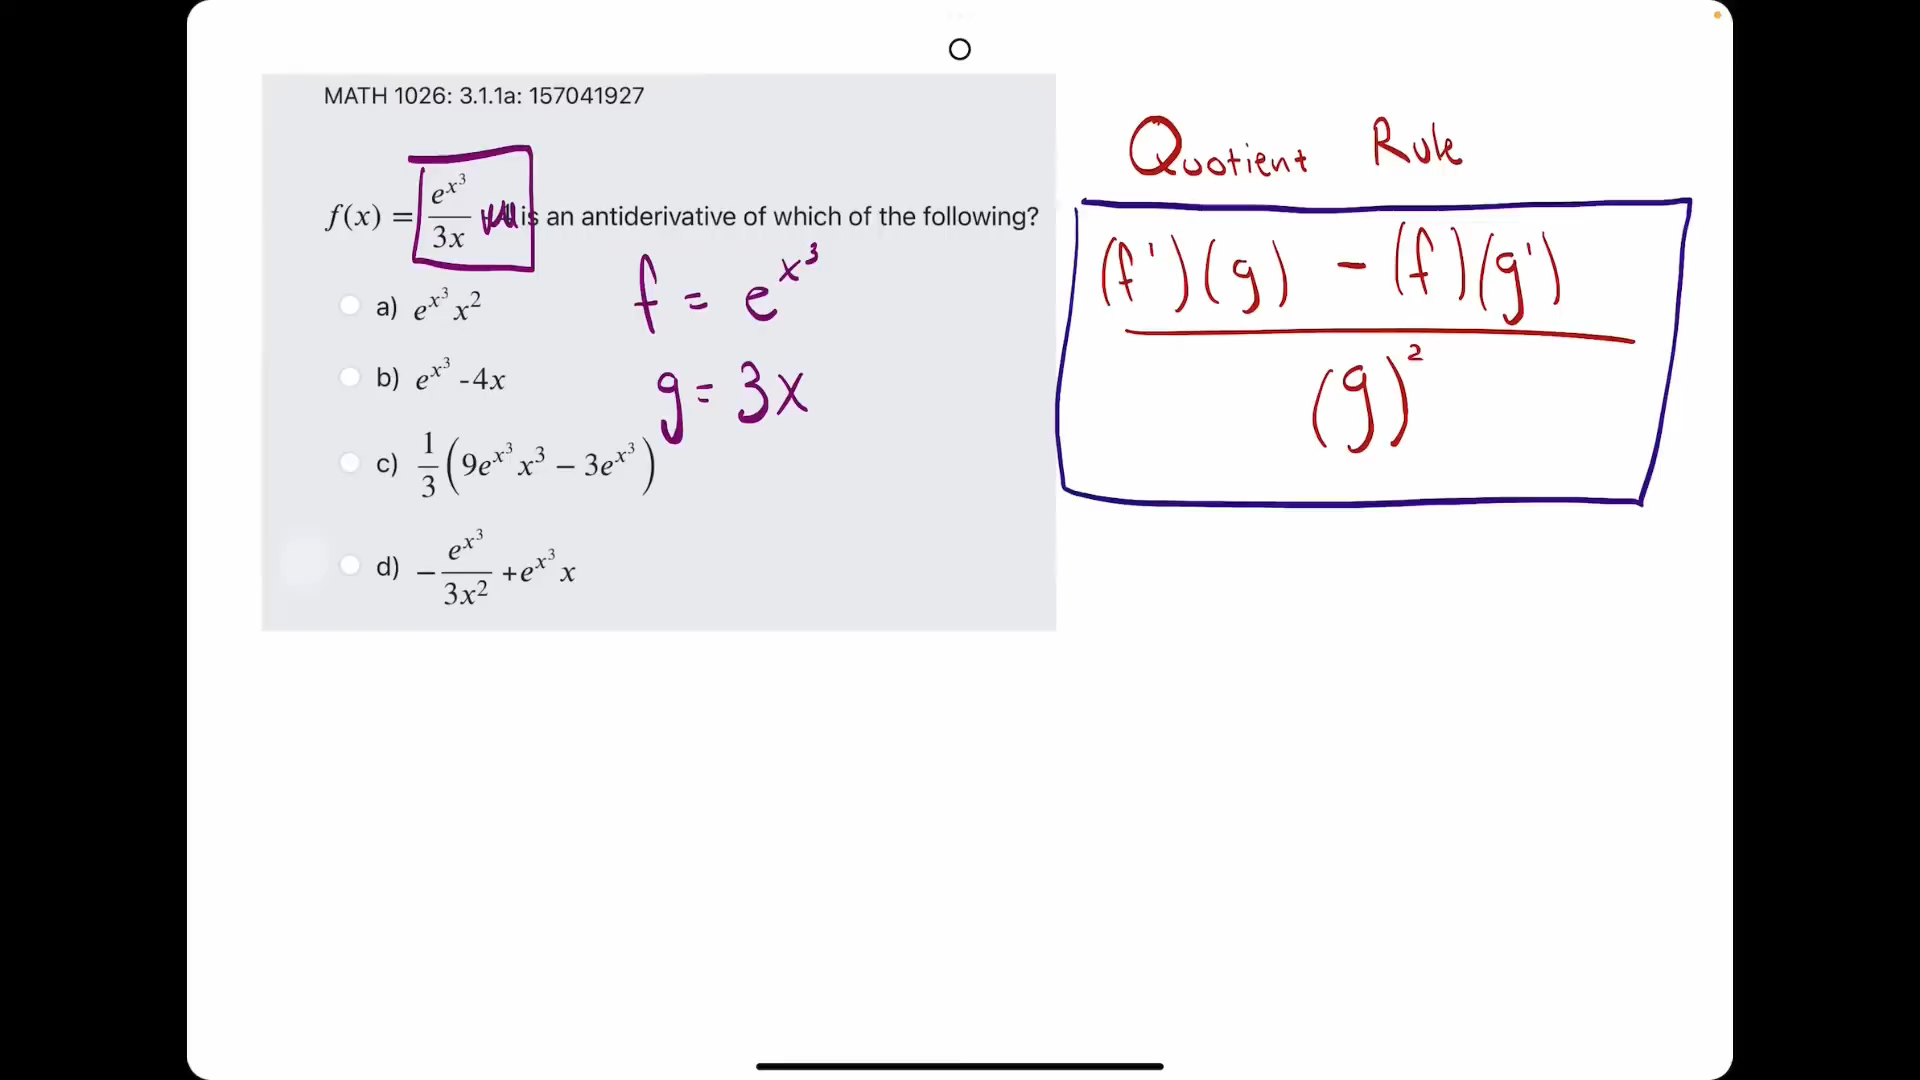 MATH 1026: 3.1.1a: 157041927
Quotient Rule
f(x) = e^{x^3}/3x is an antiderivative of which of the following?
(f')(g) - (f)(g')
(g)^2
f = e^{x^3}
g = 3x
a) e^{x^3} x^2
b) e^{x^3} -4x
c) 1/3 (9e^{x^3} x^3 − 3e^{x^3})
d) − e^{x^3}/3x^2 +e^{x^3} x